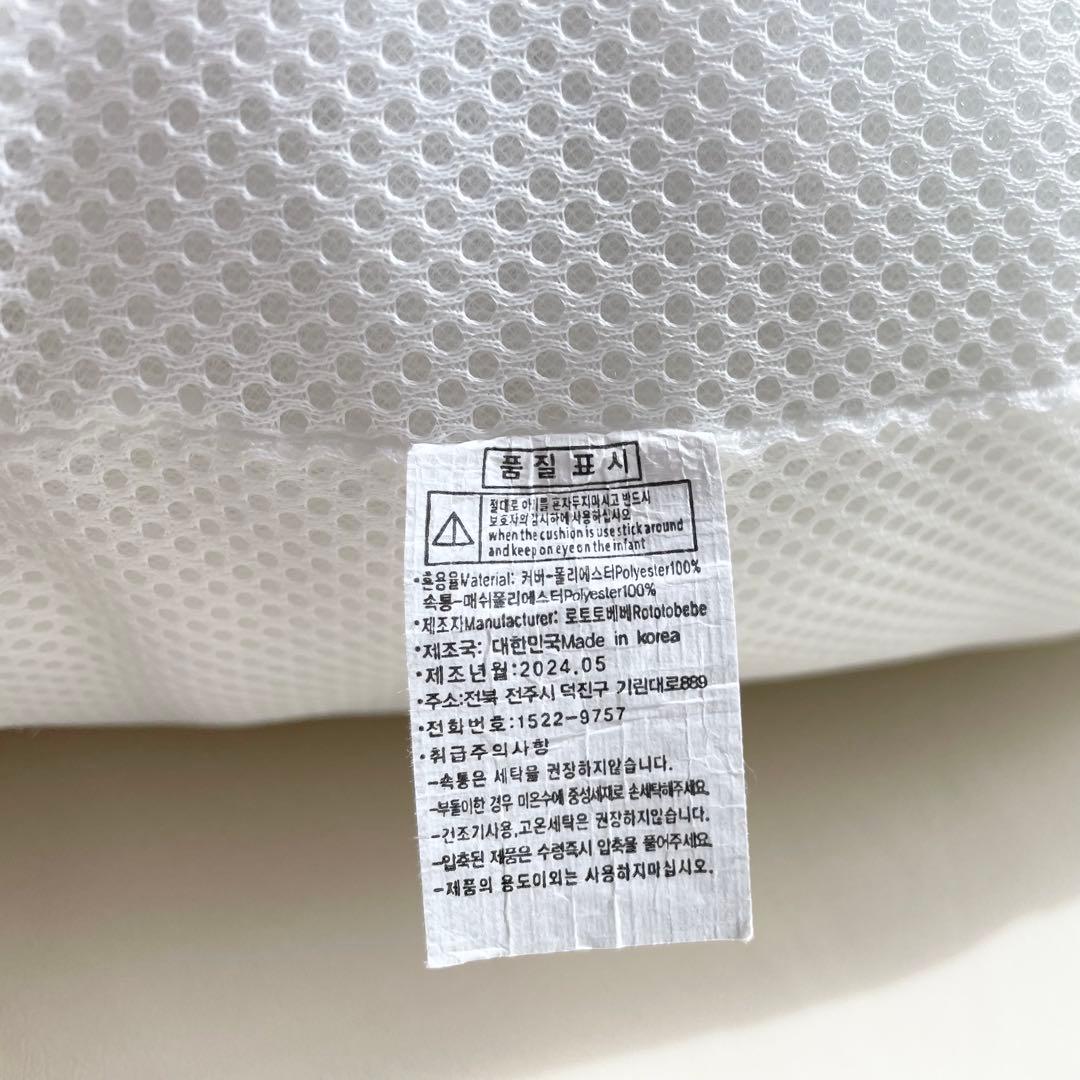 품질 표시
절대로 아기를 혼자두지마시고 반드시
보호자의 감시하에 사용하십시오
when the cushion is use stick around
and keep on eye on the infant
•혼용율Material: 커버-폴리에스터Polyester100%
속통-매쉬폴리에스터Polyester100%
•제조자Manufacturer: 로토토베베Rototobebe
•제조국: 대한민국Made in korea
•제조년월:2024.05
•주소:전북 전주시 덕진구 기린대로889
•전화번호:1522-9757
•취급주의사항
-속통은 세탁을 권장하지않습니다.
-부둘이한 경우 미온수에 중성세제로 손세탁해주세요.
-건조기사용,고온세탁은 권장하지않습니다.
-압축된 제품은 수령즉시 압축을 풀어주세요.
-제품의 용도이외는 사용하지마십시오.